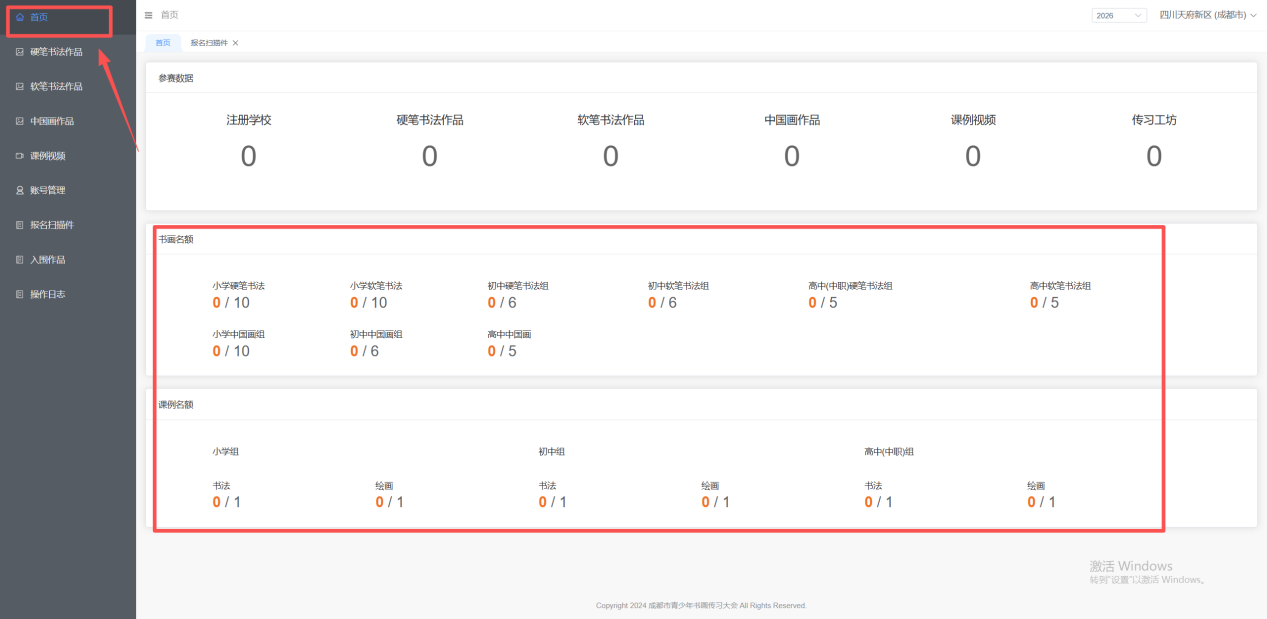 首页
硬笔书法作品
软笔书法作品
中国画作品
课例视频
账号管理
报名扫描件
入围作品
操作日志
首页
2026
四川天府新区 (成都市)
首页 报名扫描件
参赛数据
注册学校 硬笔书法作品 软笔书法作品 中国画作品 课例视频 传习工坊
0 0 0 0 0 0
书画名额
小学硬笔书法 小学软笔书法 初中硬笔书法组 初中软笔书法组 高中(中职)硬笔书法组 高中软笔书法组
0 / 10 0 / 10 0 / 6 0 / 6 0 / 5 0 / 5
小学中国画组 初中中国画组 高中中国画
0 / 10 0 / 6 0 / 5
课例名额
小学组 初中组 高中(中职)组
书法 绘画 书法 绘画 书法 绘画
0 / 1 0 / 1 0 / 1 0 / 1 0 / 1 0 / 1
激活 Windows
转到"设置"以激活 Windows。
Copyright 2024 成都市青少年书画传习大会 All Rights Reserved.